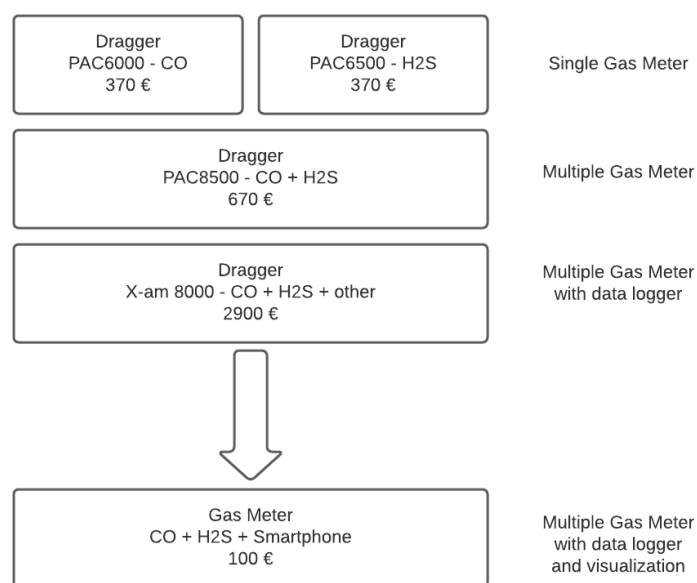 Dragger
PAC6000 - CO
370 €
Dragger
PAC6500 - H2S
370 €
Single Gas Meter
Dragger
PAC8500 - CO + H2S
670 €
Multiple Gas Meter
Dragger
X-am 8000 - CO + H2S + other
2900 €
Multiple Gas Meter
with data logger
Gas Meter
CO + H2S + Smartphone
100 €
Multiple Gas Meter
with data logger
and visualization